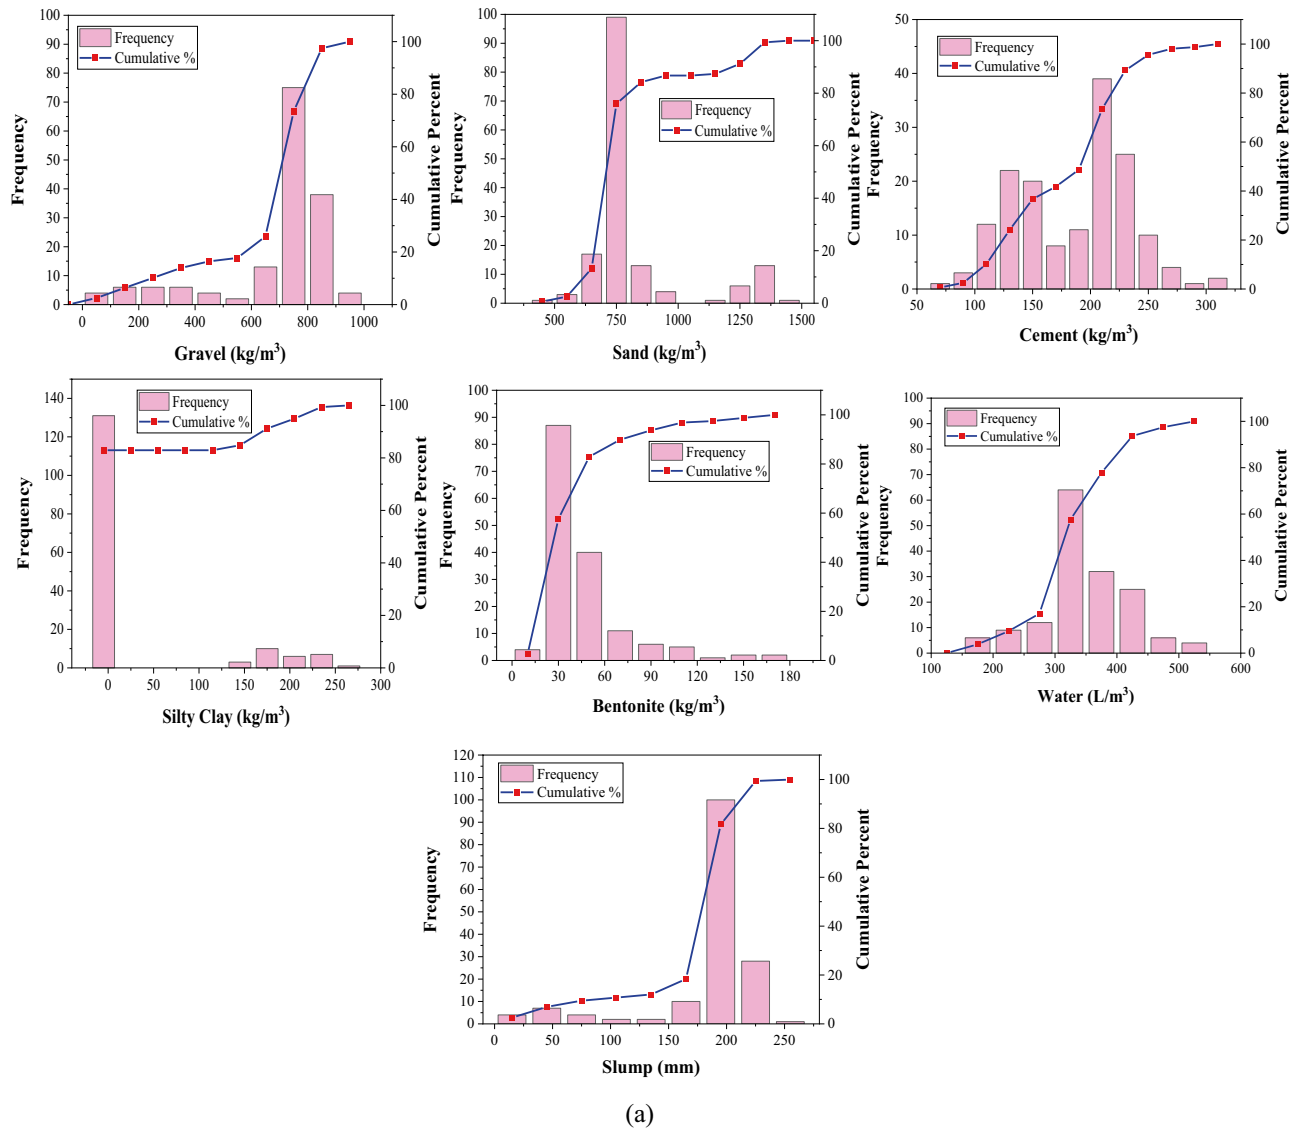 Frequency
Cumulative %
100
90
80
70
60
50
40
30
20
10
0
100
80
60
40
20
0
0 200 400 600 800 1000
Frequency
Cumulative Percent
Gravel (kg/m³)
Frequency
Cumulative %
100
90
80
70
60
50
40
30
20
10
0
100
80
60
40
20
0
500 750 1000 1250 1500
Frequency
Cumulative Percent
Sand (kg/m³)
Frequency
Cumulative %
50
40
30
20
10
0
100
80
60
40
20
0
50 100 150 200 250 300
Frequency
Cumulative Percent
Cement (kg/m³)
Frequency
Cumulative %
140
120
100
80
60
40
20
0
100
80
60
40
20
0
0 50 100 150 200 250 300
Frequency
Cumulative Percent
Silty Clay (kg/m³)
Frequency
Cumulative %
100
90
80
70
60
50
40
30
20
10
0
100
80
60
40
20
0
0 30 60 90 120 150 180
Frequency
Cumulative Percent
Bentonite (kg/m³)
Frequency
Cumulative %
100
90
80
70
60
50
40
30
20
10
0
100
80
60
40
20
0
100 200 300 400 500 600
Frequency
Cumulative Percent
Water (L/m³)
Frequency
Cumulative %
120
110
100
90
80
70
60
50
40
30
20
10
0
100
80
60
40
20
0
0 50 100 150 200 250
Frequency
Cumulative Percent
Slump (mm)
(a)